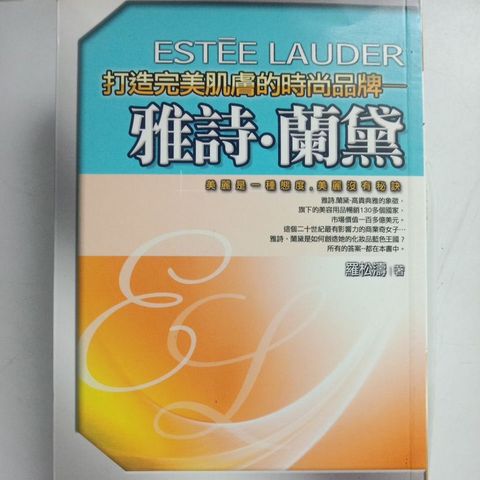 ESTĒE LAUDER
打造完美肌膚的時尚品牌—
雅詩·蘭黛
美麗是一種態度,美麗沒有秘訣
雅詩.蘭黛-高貴典雅的象徵,
旗下的美容用品暢銷130多個國家,
市場價值一百多億美元。
這個二十世紀最有影響力的商業奇女子…
雅詩.蘭黛是如何創造她的化妝品藍色王國?
所有的答案--都在本書中。
羅松濤 著
EL